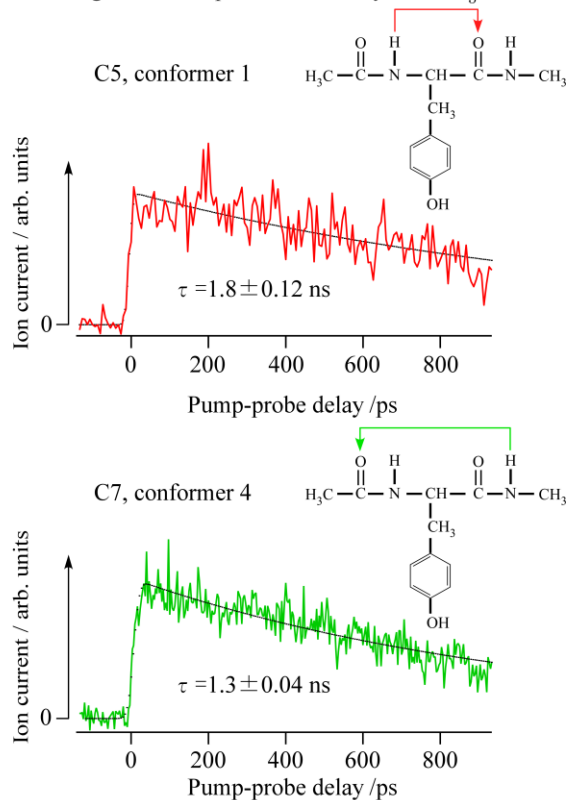 C5, conformer 1
H O
O
H3C C N CH C N CH3
H
CH3
OH
Ion current / arb. units
0
τ =1.8±0.12 ns
0 200 400 600 800
Pump-probe delay /ps
C7, conformer 4
O H O H
H3C C N CH C N CH3
CH3
OH
Ion current / arb. units
0
τ =1.3±0.04 ns
0 200 400 600 800
Pump-probe delay /ps